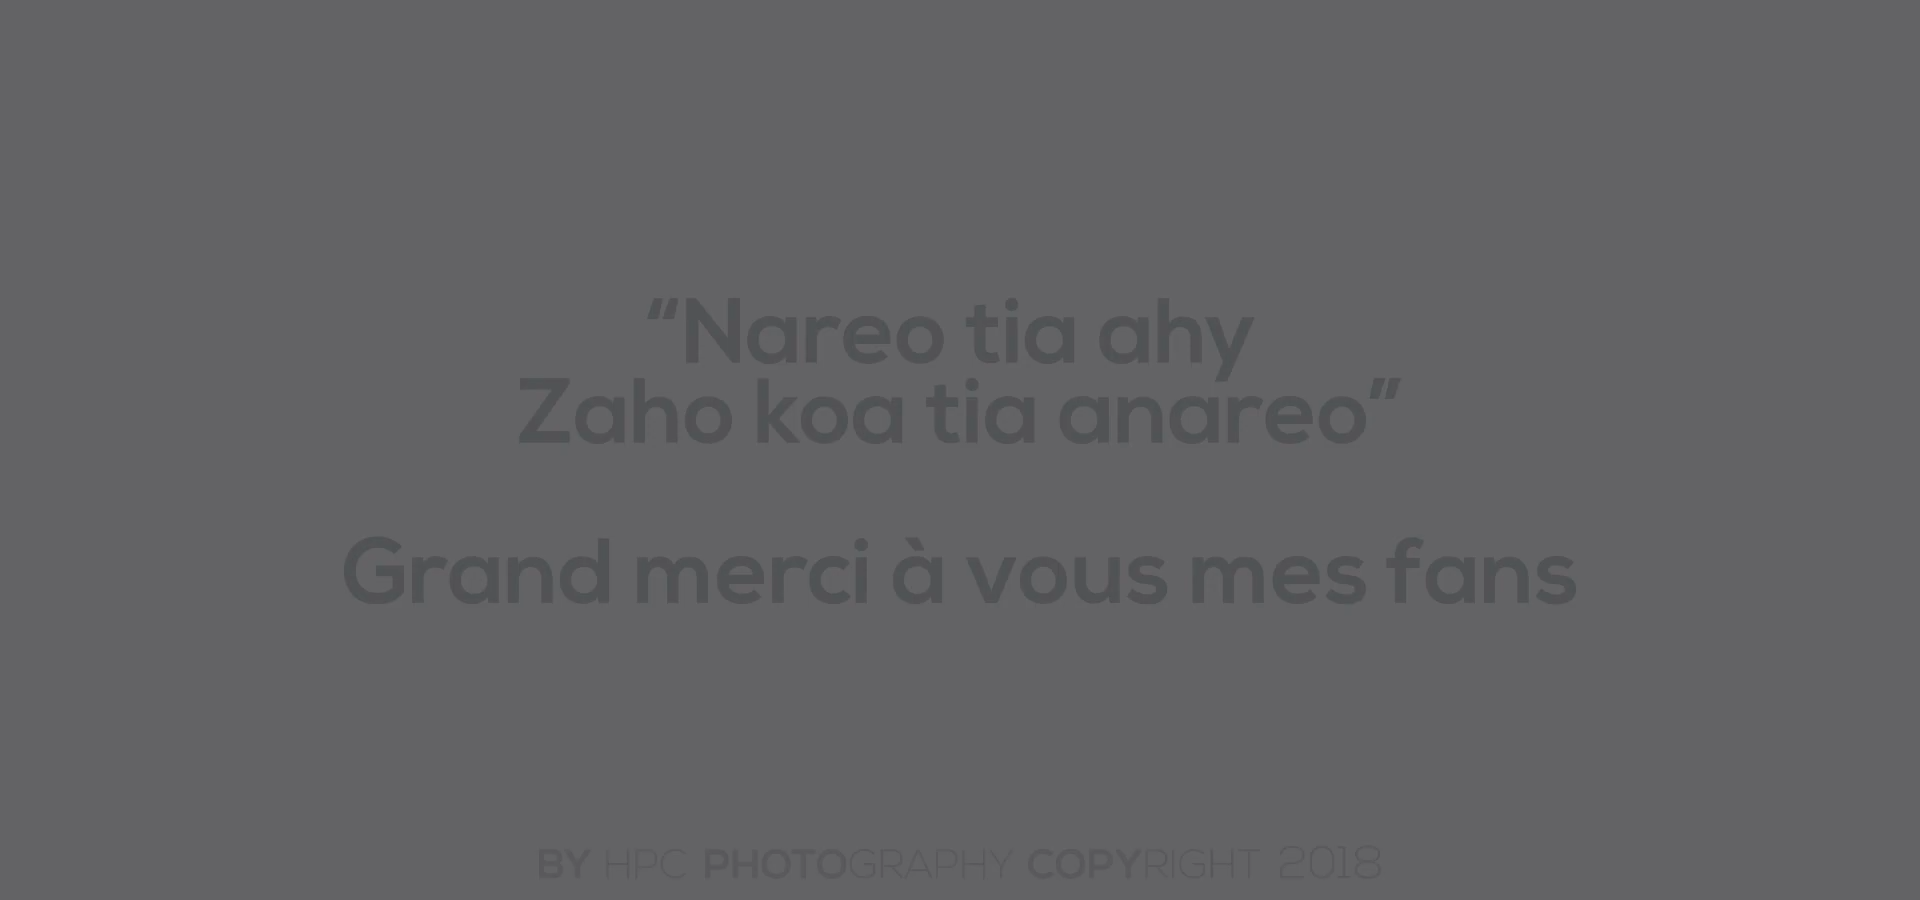 “Nareo tia ahy
Zaho koa tia anareo”
Grand merci à vous mes fans
BY HPC PHOTOGRAPHY COPYRIGHT 2018